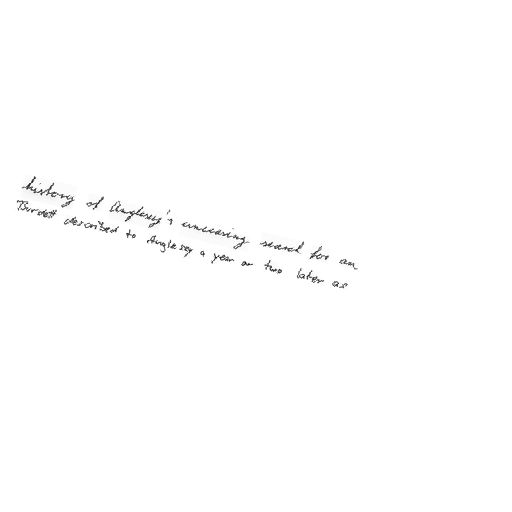 history of Anglesey's unceasing search for an
Burdett described to Anglesey a year or two later as